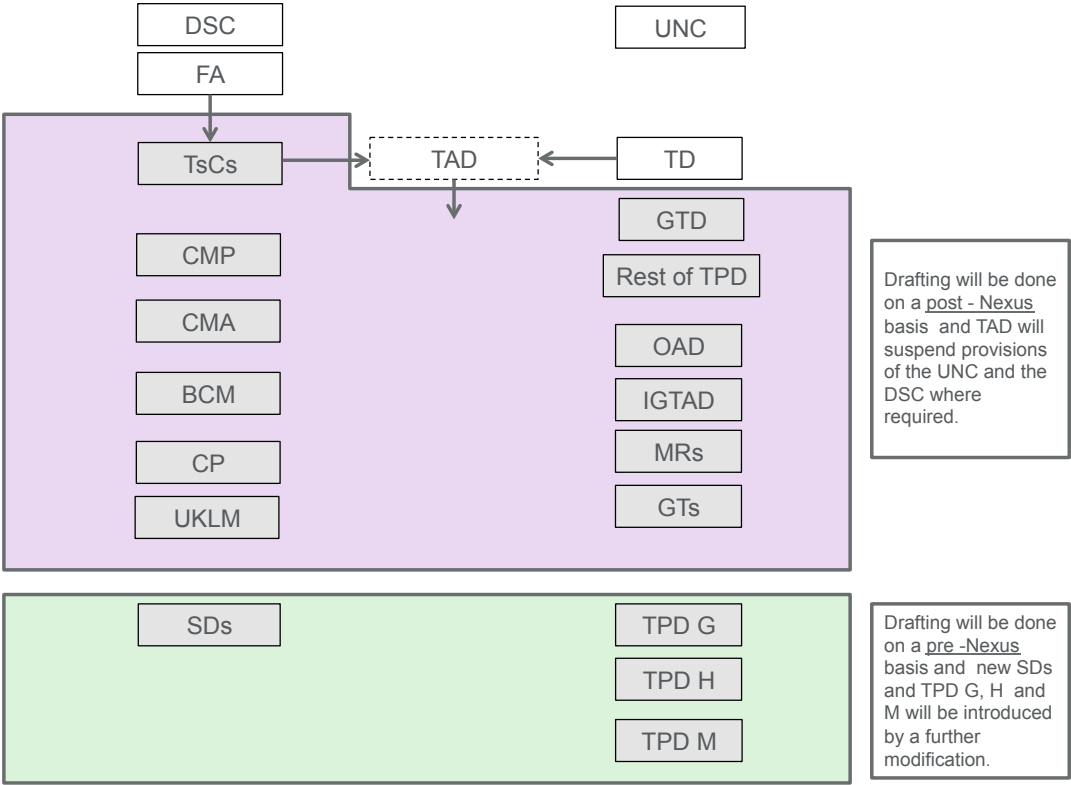 DSC
UNC
FA
TsCs
TAD
TD
GTD
CMP
Rest of TPD
CMA
OAD
BCM
IGTAD
MRs
CP
GTs
UKLM
Drafting will be done
on a post - Nexus
basis and TAD will
suspend provisions
of the UNC and the
DSC where
required.
SDs
TPD G
TPD H
TPD M
Drafting will be done
on a pre -Nexus
basis and new SDs
and TPD G, H and
M will be introduced
by a further
modification.